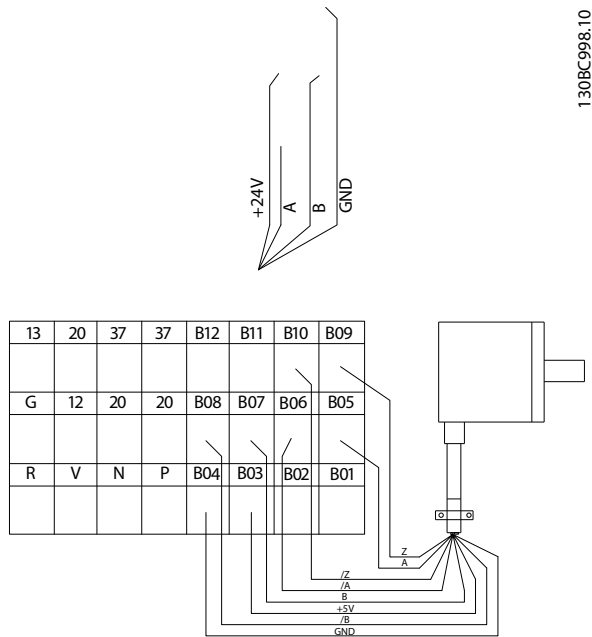 130BC998.10
+24V
A
B
GND
13 20 37 37 B12 B11 B10 B09
G 12 20 20 B08 B07 B06 B05
R V N P B04 B03 B02 B01
Z
A
/Z
/A
B
+5V
/B
GND